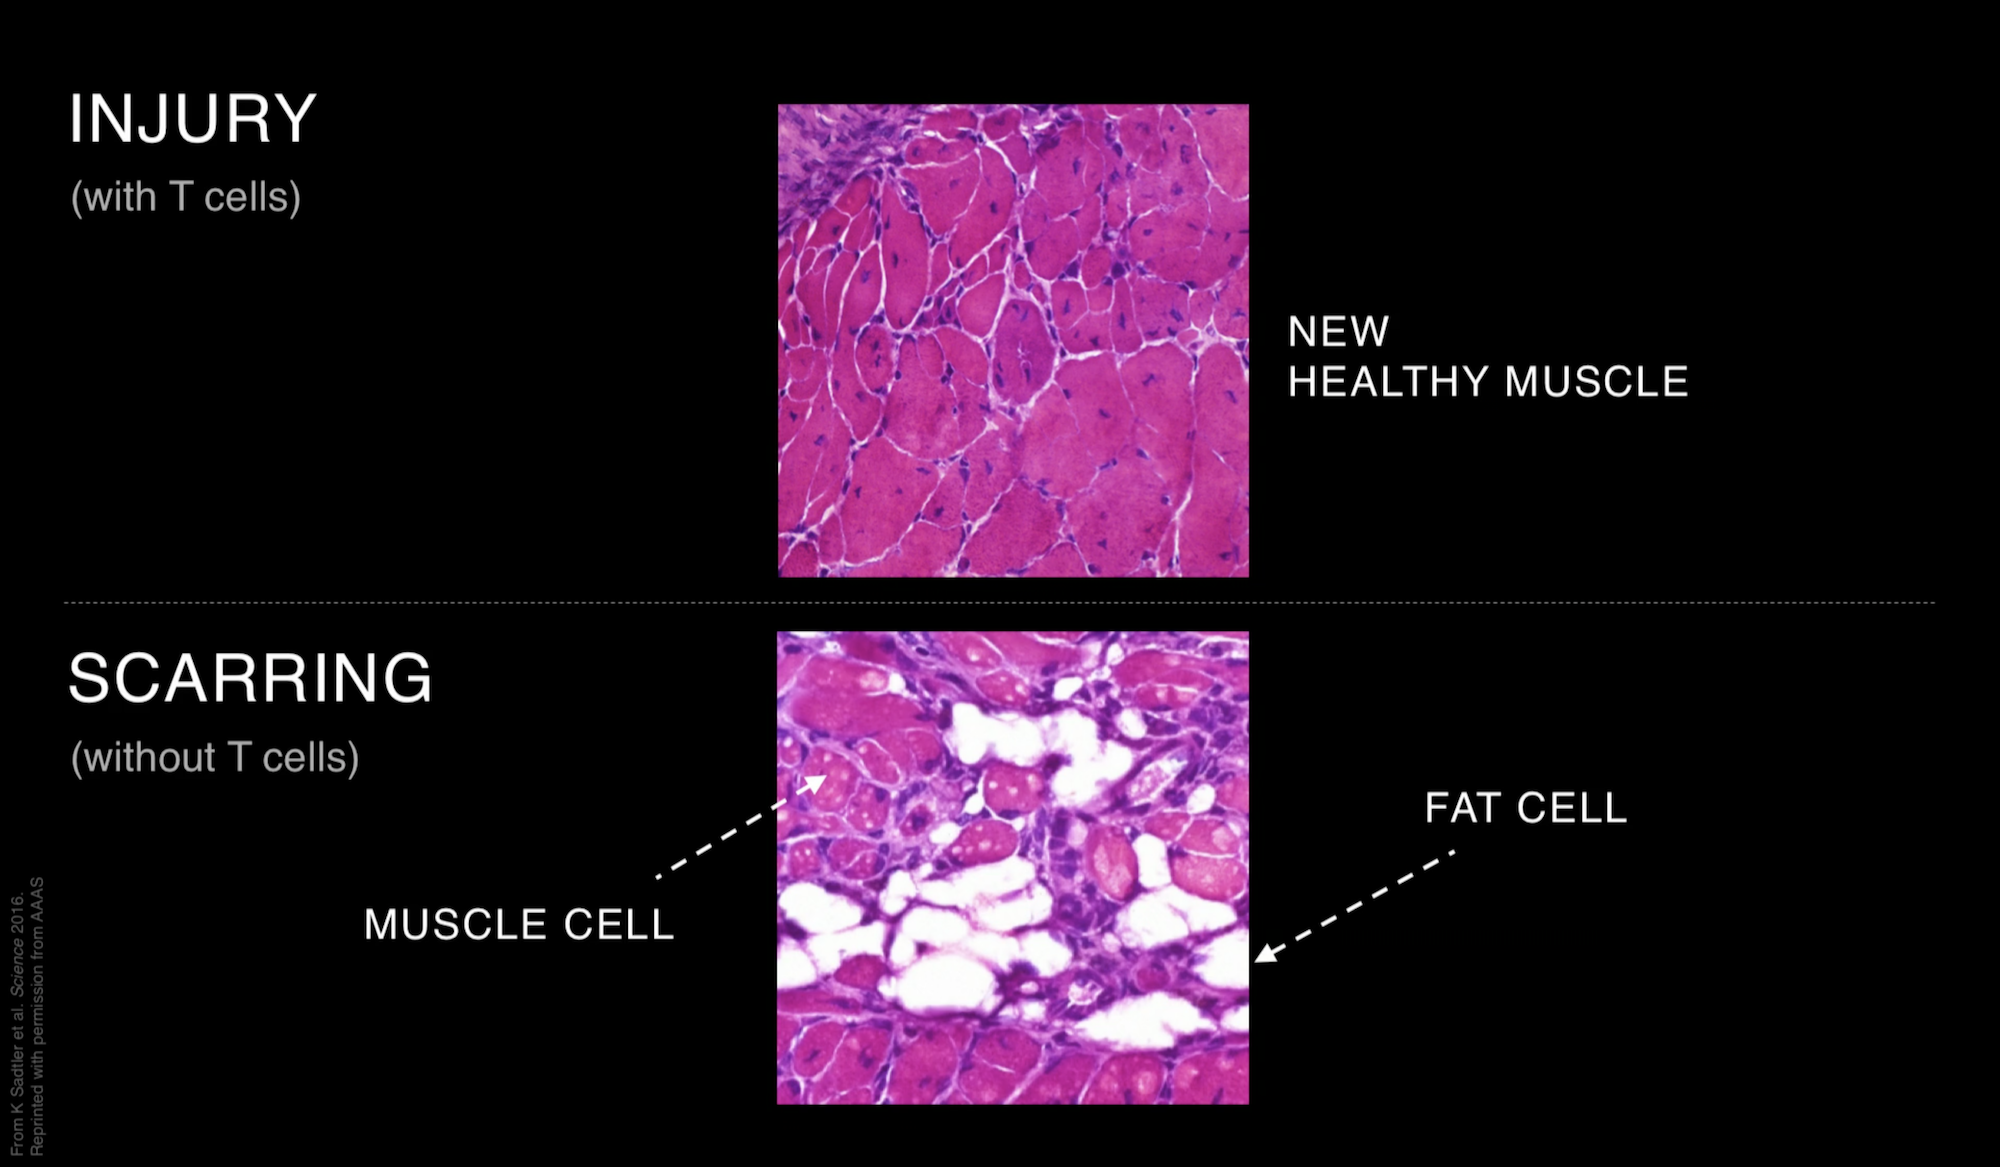 INJURY
(with T cells)
NEW
HEALTHY MUSCLE
SCARRING
(without T cells)
MUSCLE CELL
FAT CELL
From K Sadtler et al. Science 2016.
Reprinted with permission from AAAS